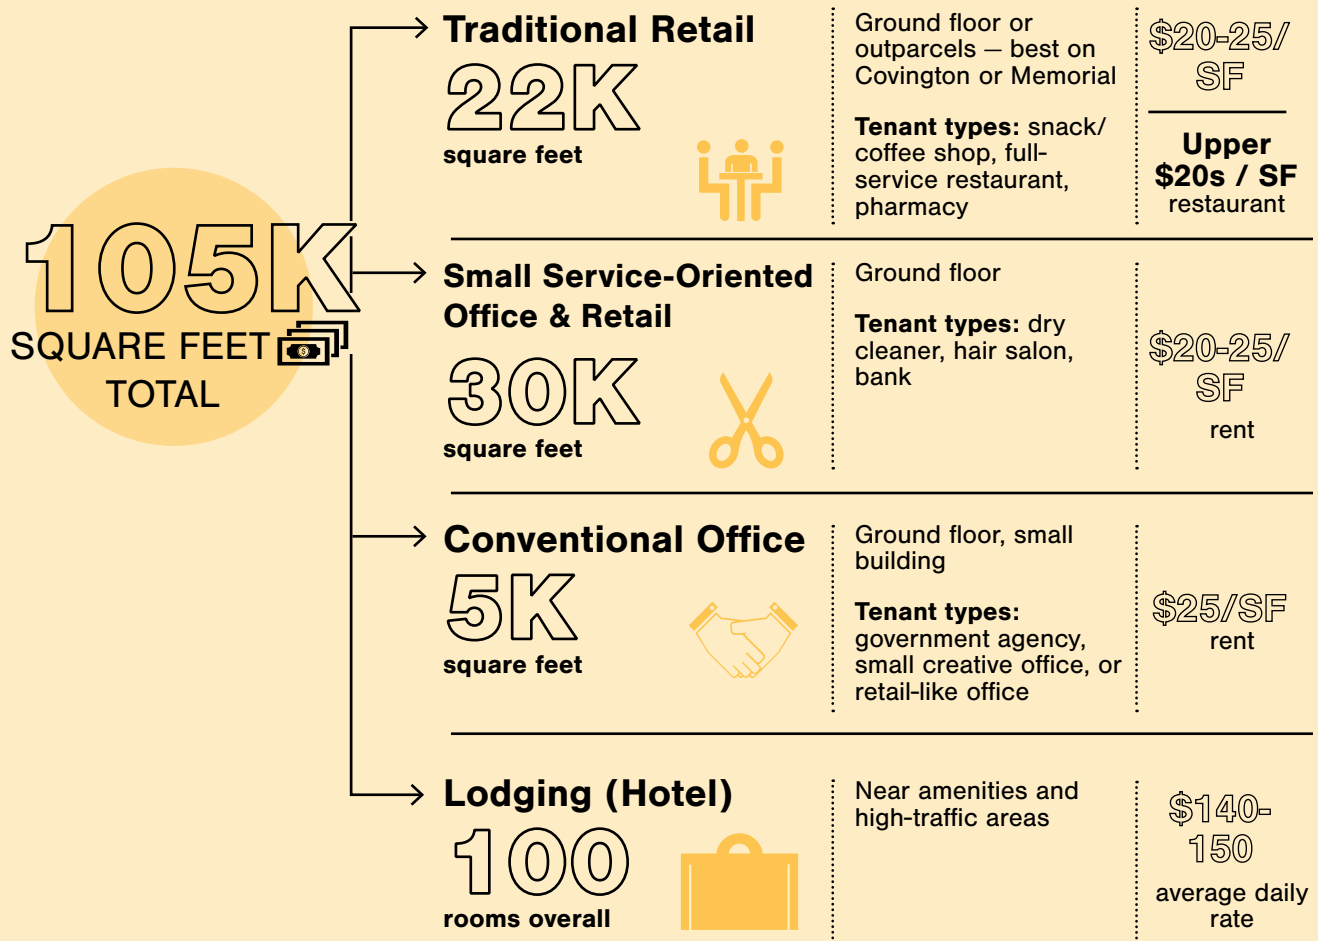 105K
SQUARE FEET
TOTAL
Traditional Retail
22K
square feet
Ground floor or
outparcels — best on
Covington or Memorial
Tenant types: snack/
coffee shop, full-
service restaurant,
pharmacy
$20-25/
SF
Upper
$20s / SF
restaurant
Small Service-Oriented
Office & Retail
30K
square feet
Ground floor
Tenant types: dry
cleaner, hair salon,
bank
$20-25/
SF
rent
Conventional Office
5K
square feet
Ground floor, small
building
Tenant types:
government agency,
small creative office, or
retail-like office
$25/SF
rent
Lodging (Hotel)
100
rooms overall
Near amenities and
high-traffic areas
$140-
150
average daily
rate